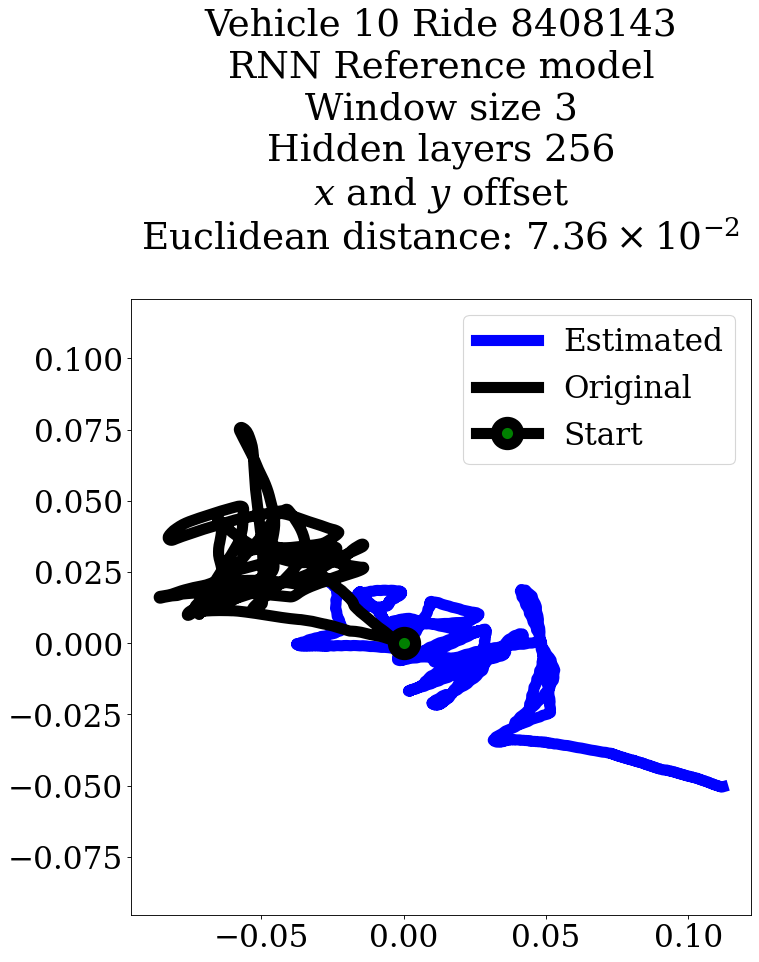 Vehicle 10 Ride 8408143
RNN Reference model
Window size 3
Hidden layers 256
x and y offset
Euclidean distance: 7.36 × 10⁻²
Estimated
Original
Start
0.100
0.075
0.050
0.025
0.000
−0.025
−0.050
−0.075
−0.05 0.00 0.05 0.10